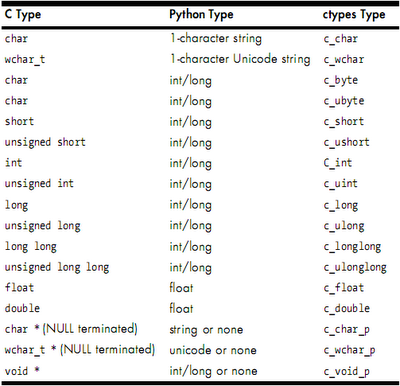 C Type Python Type ctypes Type
char 1-character string c_char
wchar_t 1-character Unicode string c_wchar
char int/long c_byte
char int/long c_ubyte
short int/long c_short
unsigned short int/long c_ushort
int int/long C_int
unsigned int int/long c_uint
long int/long c_long
unsigned long int/long c_ulong
long long int/long c_longlong
unsigned long long int/long c_ulonglong
float float c_float
double float c_double
char * (NULL terminated) string or none c_char_p
wchar_t * (NULL terminated) unicode or none c_wchar_p
void * int/long or none c_void_p